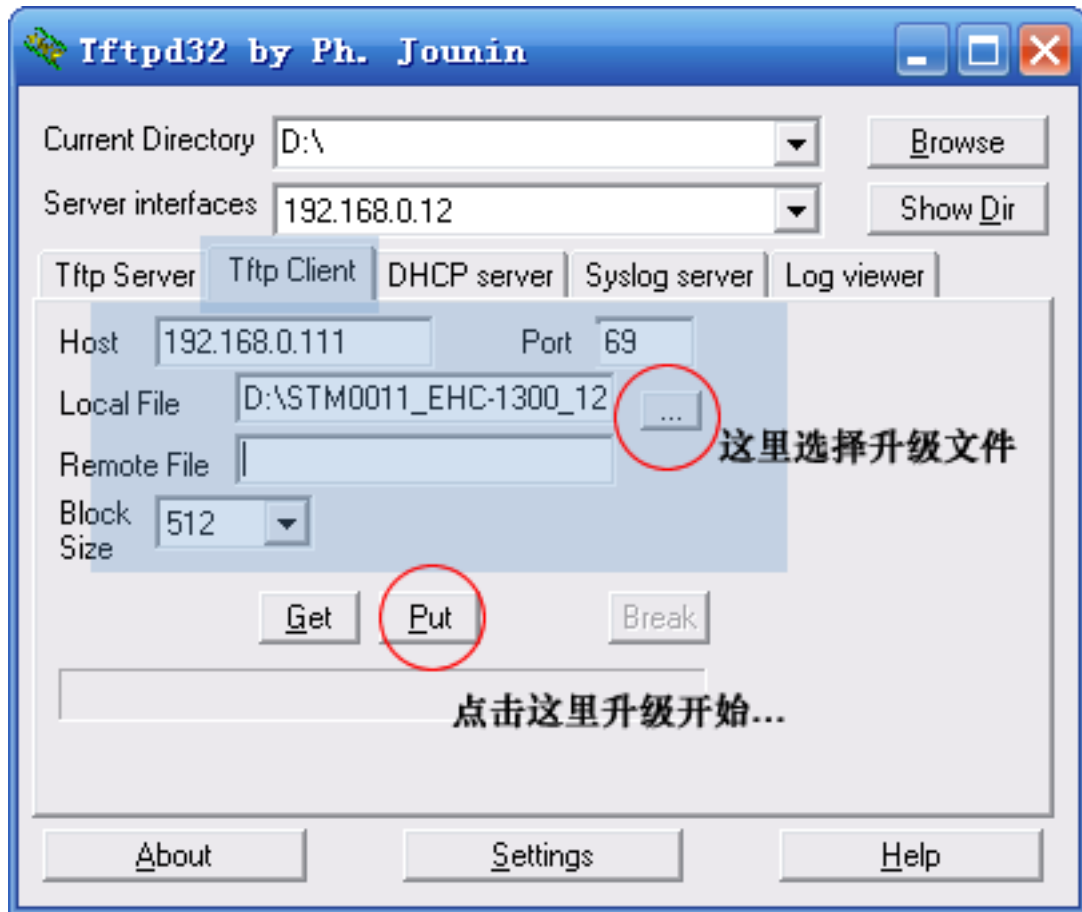 Tftpd32 by Ph. Jounin
Current Directory D:\ Browse
Server interfaces 192.168.0.12 Show Dir
Tftp Server Tftp Client DHCP server Syslog server Log viewer
Host 192.168.0.111 Port 69
Local File D:\STM0011_EHC-1300_12 ...
这里选择升级文件
Remote File
Block Size 512
Get Put Break
点击这里升级开始...
About Settings Help